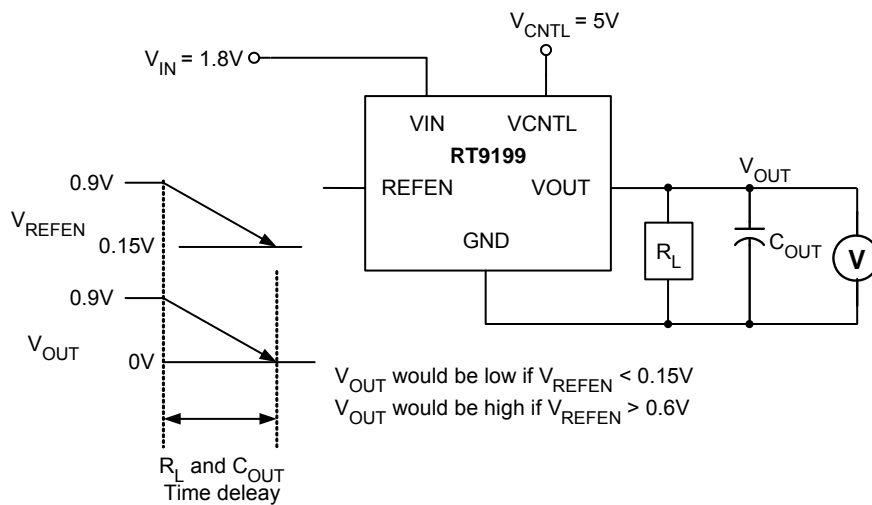 V_CNTL = 5V
V_IN = 1.8V
VIN VCNTL
RT9199
REFEN VOUT
GND
V_OUT
R_L
C_OUT
V
0.9V
V_REFEN
0.15V
0.9V
V_OUT
0V
V_OUT would be low if V_REFEN < 0.15V
V_OUT would be high if V_REFEN > 0.6V
R_L and C_OUT
Time deleay